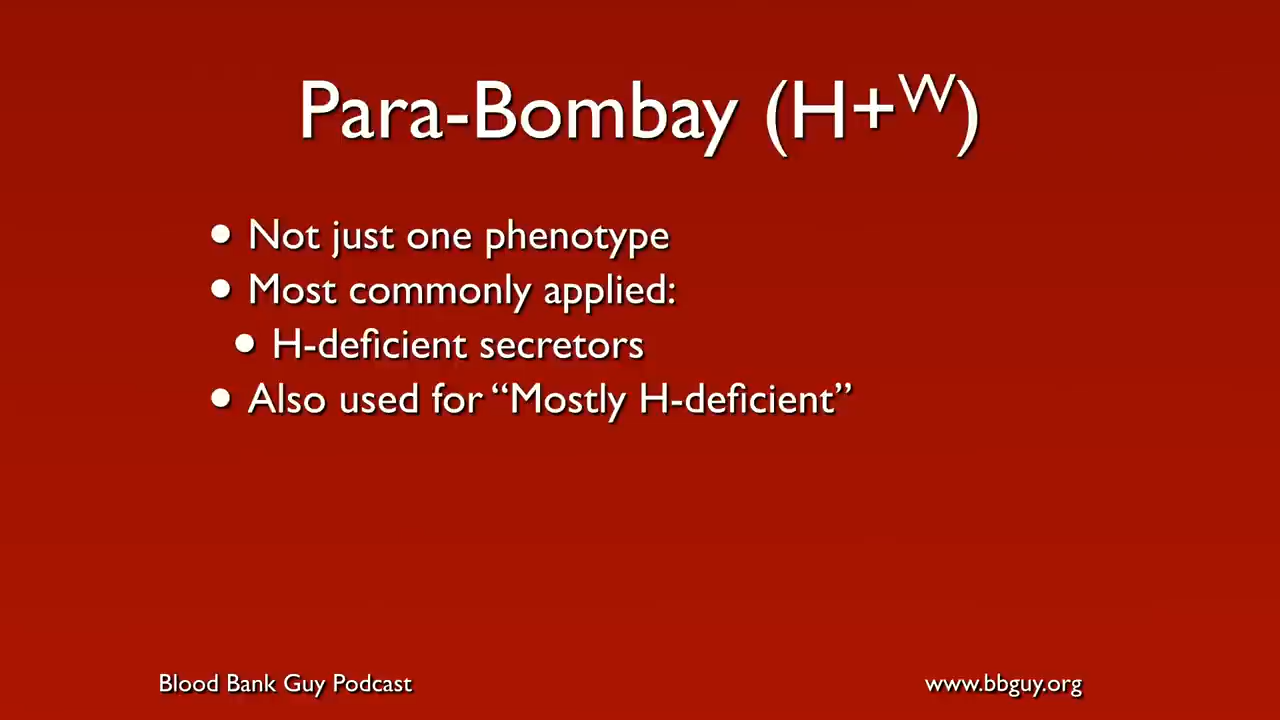 Para-Bombay (H+ᵂ)
• Not just one phenotype
• Most commonly applied:
• H-deficient secretors
• Also used for “Mostly H-deficient”
Blood Bank Guy Podcast
www.bbguy.org